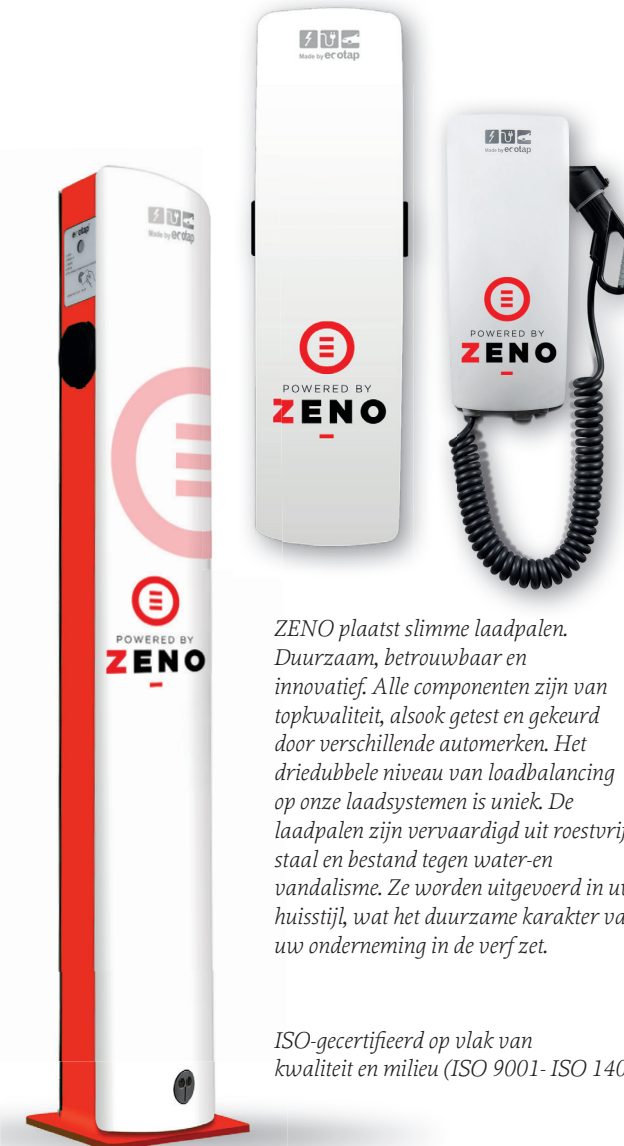 Made by ecotap
Made by ecotap
ecotap
Made by ecotap
POWERED BY
ZENO
POWERED BY
ZENO
POWERED BY
ZENO
ZENO plaatst slimme laadpalen.
Duurzaam, betrouwbaar en
innovatief. Alle componenten zijn van
topkwaliteit, alsook getest en gekeurd
door verschillende automerken. Het
driedubbele niveau van loadbalancing
op onze laadsystemen is uniek. De
laadpalen zijn vervaardigd uit roestvrij
staal en bestand tegen water-en
vandalisme. Ze worden uitgevoerd in
huisstijl, wat het duurzame karakter
uw onderneming in de verf zet.
ISO-gecertifieerd op vlak van
kwaliteit en milieu (ISO 9001- ISO 140